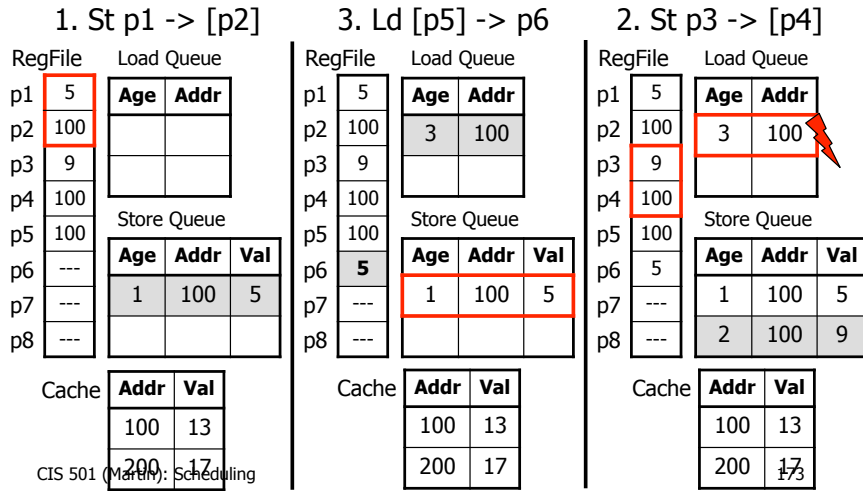 1. St p1 -> [p2]
RegFile Load Queue
p1 5 Age Addr
p2 100
p3 9
p4 100
p5 100 Store Queue
p6 --- Age Addr Val
p7 --- 1 100 5
p8 ---
Cache Addr Val
100 13
200 17
3. Ld [p5] -> p6
RegFile Load Queue
p1 5 Age Addr
p2 100 3 100
p3 9
p4 100
p5 100 Store Queue
p6 5 Age Addr Val
p7 --- 1 100 5
p8 ---
Cache Addr Val
100 13
200 17
2. St p3 -> [p4]
RegFile Load Queue
p1 5 Age Addr
p2 100 3 100
p3 9
p4 100
p5 100 Store Queue
p6 5 Age Addr Val
p7 --- 1 100 5
p8 --- 2 100 9
Cache Addr Val
100 13
200 17
CIS 501 (Martin): Scheduling 173